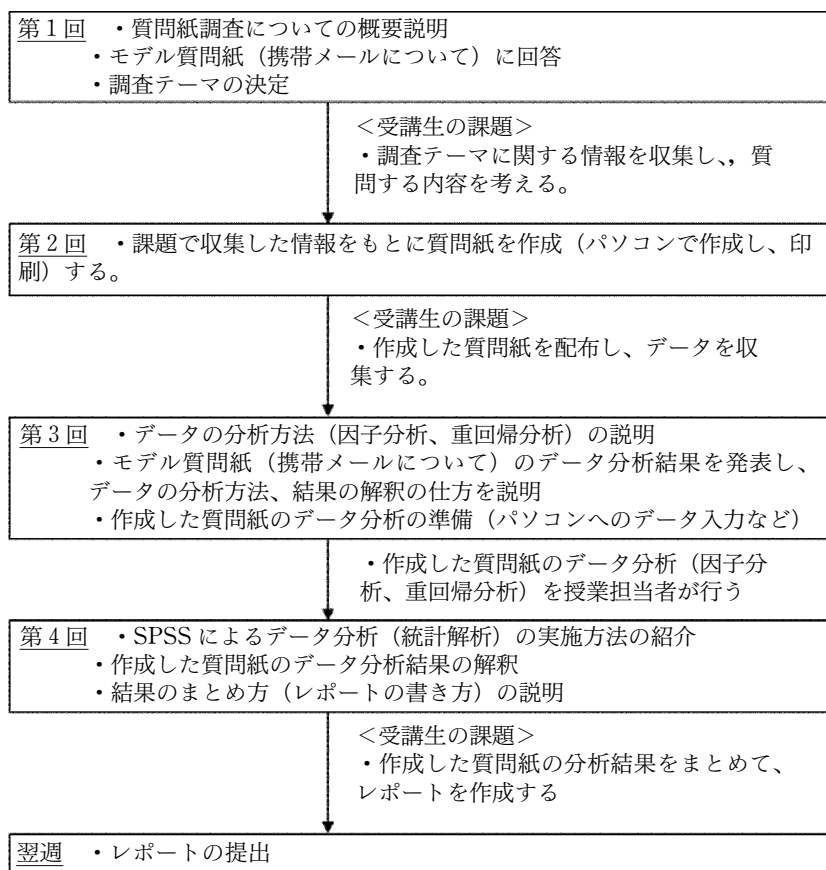 第1回 ・質問紙調査についての概要説明
・モデル質問紙（携帯メールについて）に回答
・調査テーマの決定
＜受講生の課題＞
・調査テーマに関する情報を収集し、，質
問する内容を考える。
第2回 ・課題で収集した情報をもとに質問紙を作成（パソコンで作成し、印
刷）する。
＜受講生の課題＞
・作成した質問紙を配布し、データを収
集する。
第3回 ・データの分析方法（因子分析、重回帰分析）の説明
・モデル質問紙（携帯メールについて）のデータ分析結果を発表し、
データの分析方法、結果の解釈の仕方を説明
・作成した質問紙のデータ分析の準備（パソコンへのデータ入力など）
・作成した質問紙のデータ分析（因子分
析、重回帰分析）を授業担当者が行う
第4回 ・SPSS によるデータ分析（統計解析）の実施方法の紹介
・作成した質問紙のデータ分析結果の解釈
・結果のまとめ方（レポートの書き方）の説明
＜受講生の課題＞
・作成した質問紙の分析結果をまとめて、
レポートを作成する
翌週 ・レポートの提出